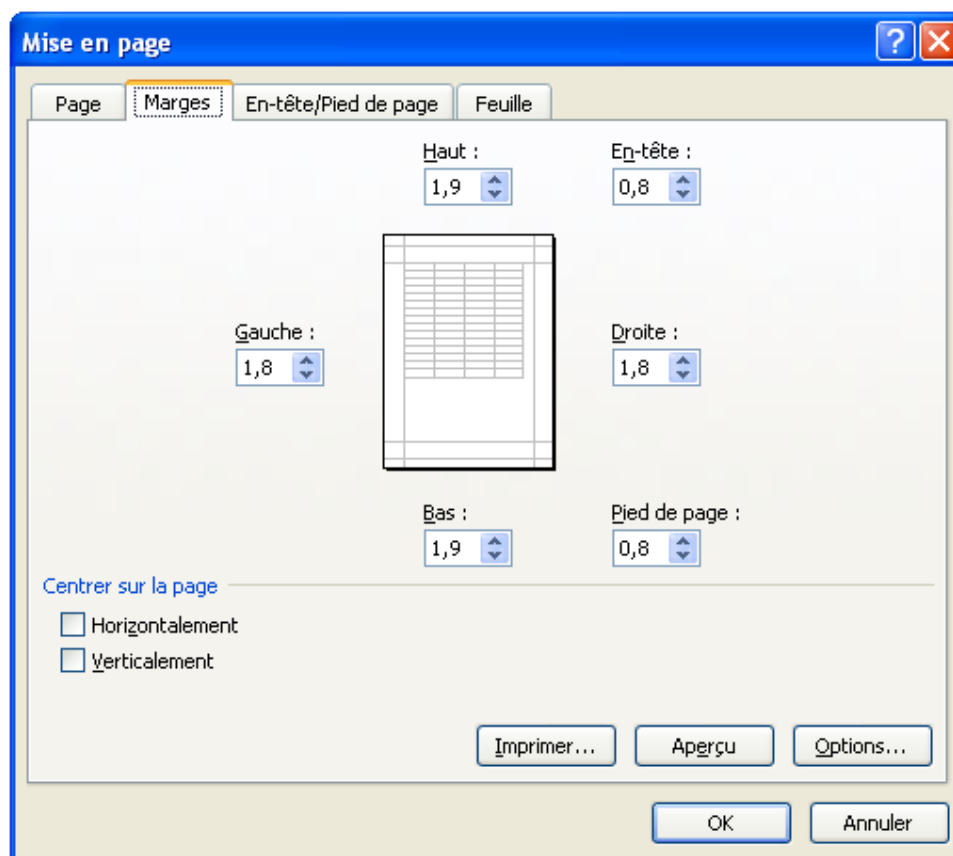 Mise en page
Page Marges En-tête/Pied de page Feuille
Haut : En-tête :
1,9 0,8
Gauche : Droite :
1,8 1,8
Bas : Pied de page :
1,9 0,8
Centrer sur la page
Horizontalement
Verticalement
Imprimer... Aperçu Options...
OK Annuler